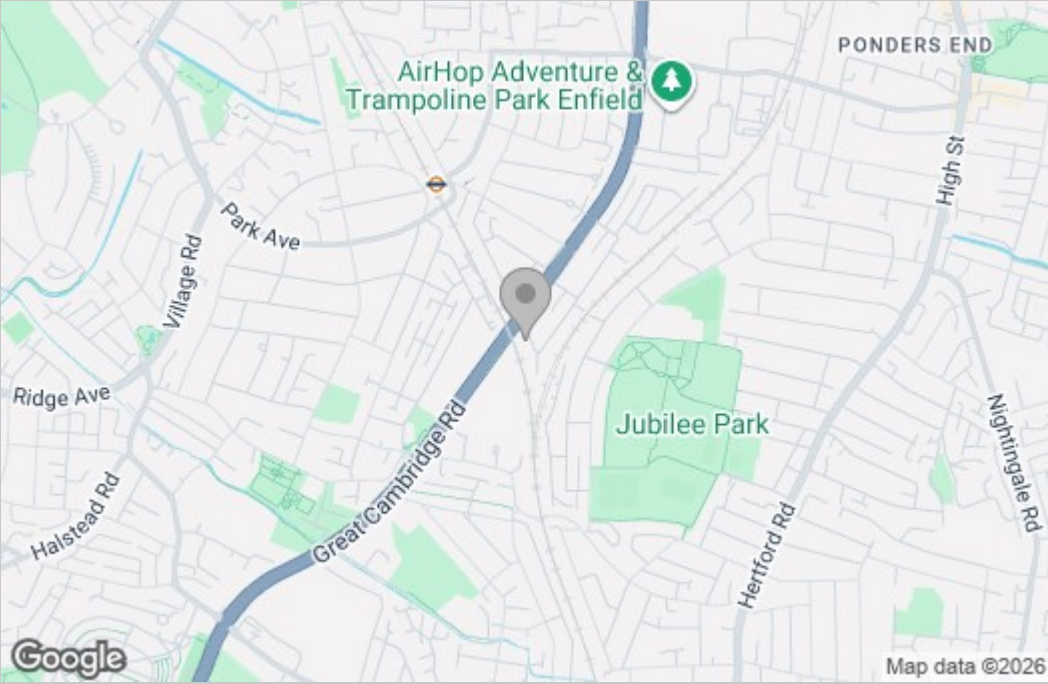 PONDERS END
AirHop Adventure &
Trampoline Park Enfield
High St
Park Ave
Village Rd
Ridge Ave
Jubilee Park
Nightingale Rd
Great Cambridge Rd
Halstead Rd
Hertford Rd
Google
Map data ©2026